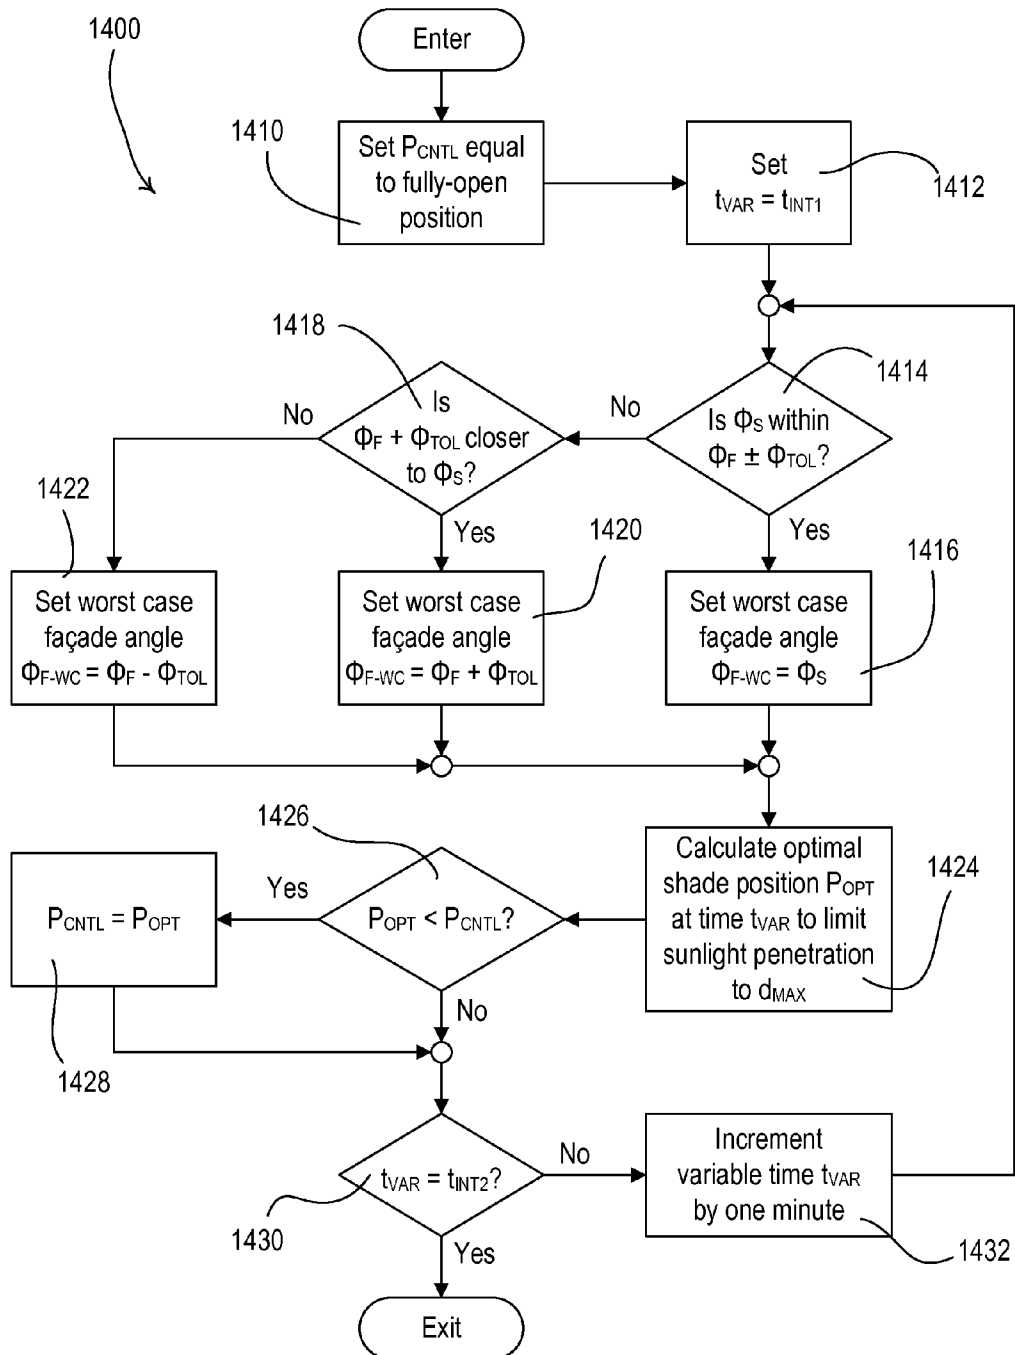 1400
Enter
1410
Set PCNTL equal
to fully-open
position
Set
tVAR = tINT1
1412
1418
1414
Is
ΦF + ΦTOL closer
to ΦS?
No
No
Is ΦS within
ΦF ± ΦTOL?
1422
Yes
1420
Yes
1416
Set worst case
façade angle
ΦF-WC = ΦF - ΦTOL
Set worst case
façade angle
ΦF-WC = ΦF + ΦTOL
Set worst case
façade angle
ΦF-WC = ΦS
1426
Yes
PCNTL = POPT
POPT < PCNTL?
Calculate optimal
shade position POPT
at time tVAR to limit
sunlight penetration
to dMAX
1424
No
1428
tVAR = tINT2?
No
Increment
variable time tVAR
by one minute
1430
Yes
1432
Exit